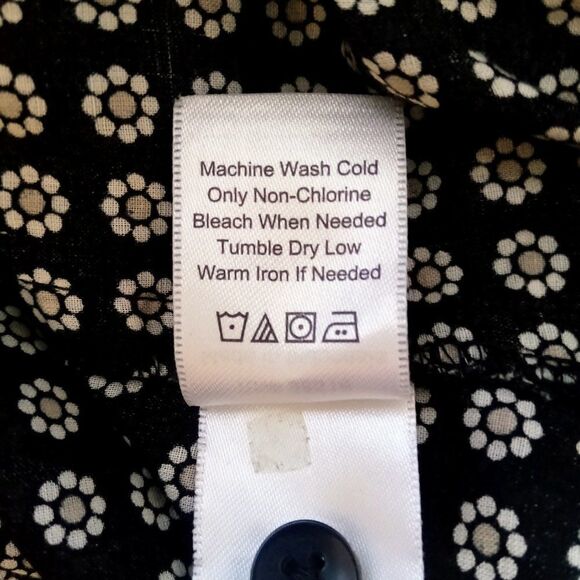 Machine Wash Cold
Only Non-Chlorine
Bleach When Needed
Tumble Dry Low
Warm Iron If Needed